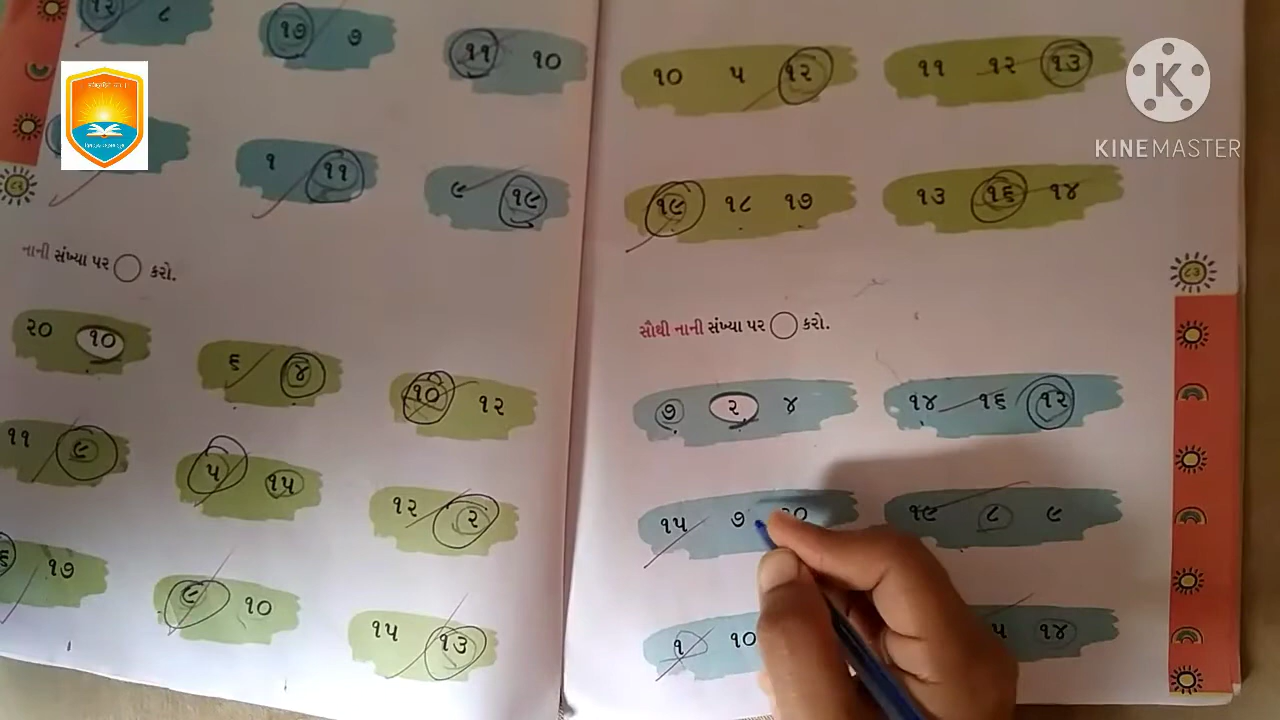 ૧૨ ૮
૧૭ ૭
૧૧ ૧૦
૧ ૧૧
૯ ૧૯
નાની સંખ્યા પર કરો.
૨૦ ૧૦
૬ ૪
૧૦ ૧૨
૧૧ ૯
૫ ૧૫
૧૨ ૨
૬ ૧૭
૯ ૧૦
૧૫ ૧૩
૧૦ ૫ ૧૨
૧૧ ૧૨ ૧૩
૧૯ ૧૮ ૧૭
૧૩ ૧૬ ૧૪
૮૩
સૌથી નાની સંખ્યા પર કરો.
૭ ૨ ૪
૧૪ ૧૬ ૧૨
૧૫ ૭
૧૯ ૮ ૯
૧ ૧૦
૫ ૧૪
K
KINEMASTER